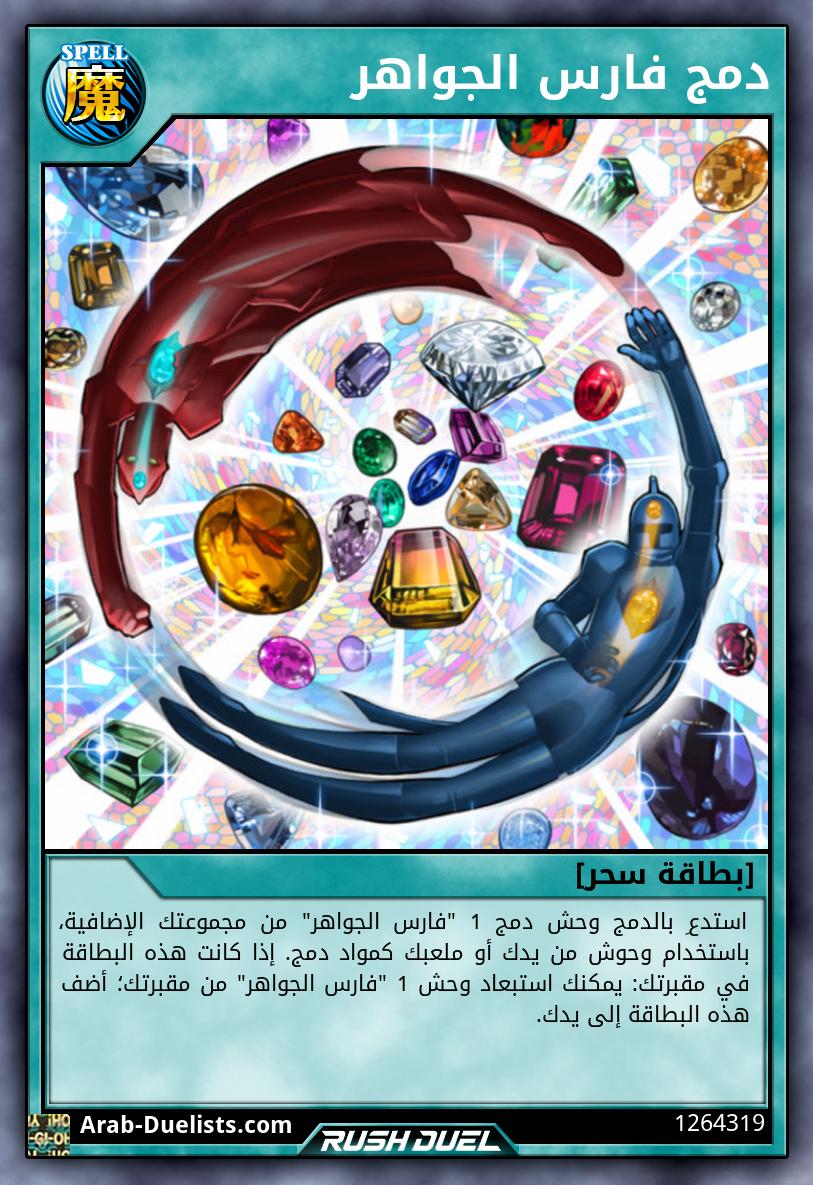 SPELL
魔
دمج فارس الجواهر
[بطاقة سحر]
استدعِ بالدمج وحش دمج 1 "فارس الجواهر" من مجموعتك الإضافية،
باستخدام وحوش من يدك أو ملعبك كمواد دمج. إذا كانت هذه البطاقة
في مقبرتك: يمكنك استبعاد وحش 1 "فارس الجواهر" من مقبرتك؛ أضف
هذه البطاقة إلى يدك.
Arab-Duelists.com
RUSH DUEL
1264319